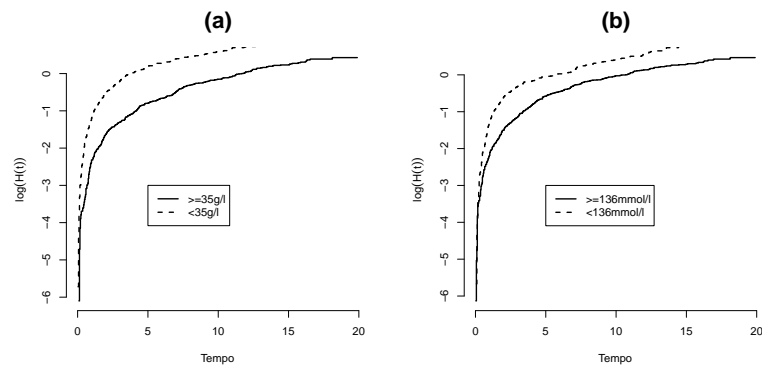 (a)
log(H(t))
0
−1
−2
−3
−4
−5
−6
>=35g/l
<35g/l
0 5 10 15 20
Tempo
(b)
log(H(t))
0
−1
−2
−3
−4
−5
−6
>=136mmol/l
<136mmol/l
0 5 10 15 20
Tempo